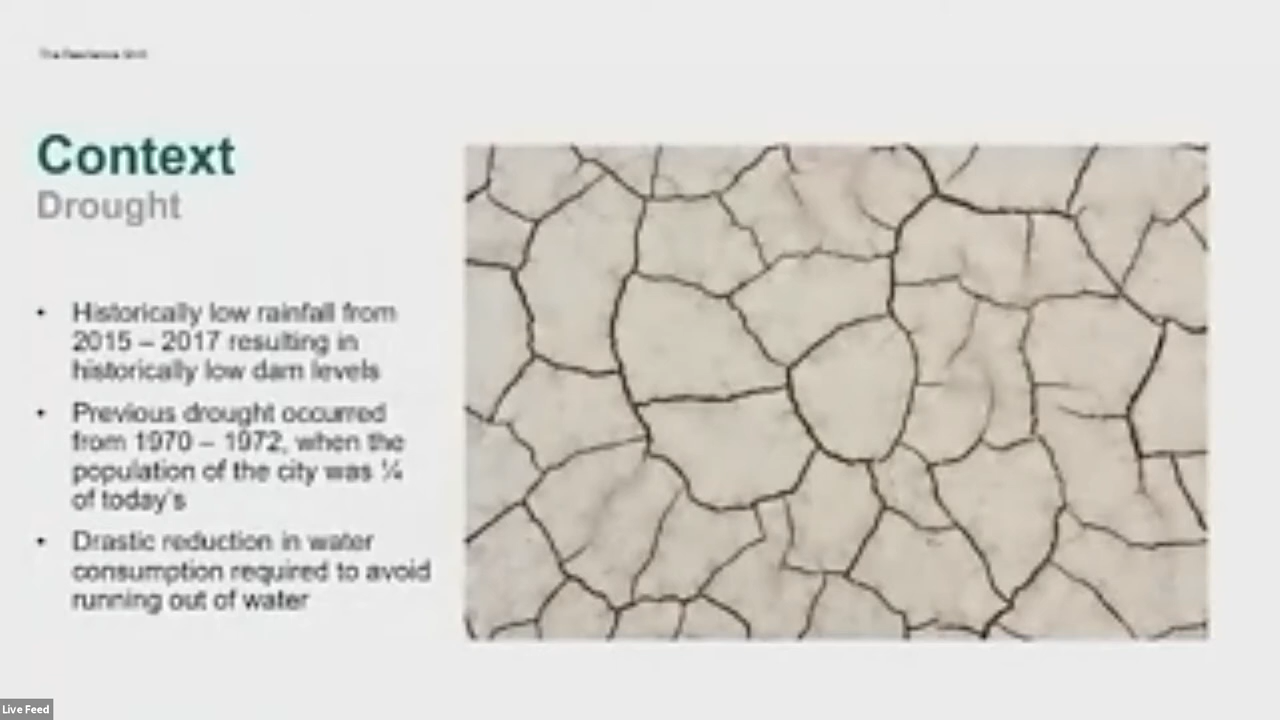 Context
Drought
• Historically low rainfall from
2015 – 2017 resulting in
historically low dam levels
• Previous drought occurred
from 1970 – 1972, when the
population of the city was ¼
of today's
• Drastic reduction in water
consumption required to avoid
running out of water
Live Feed